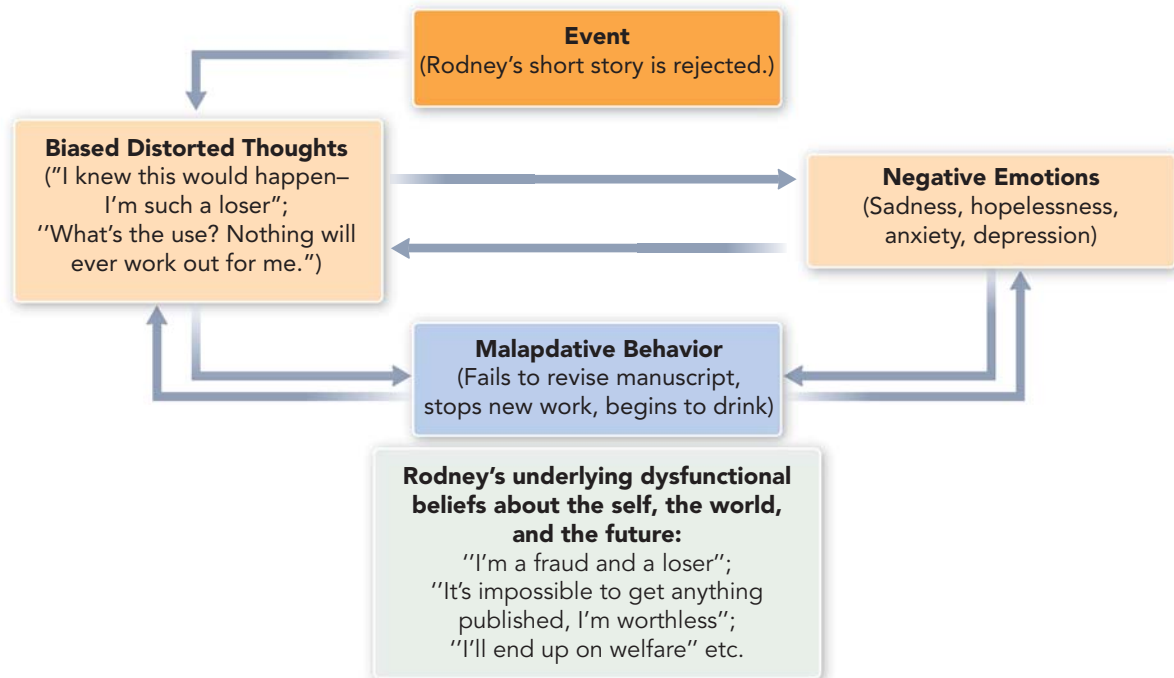 Event
(Rodney's short story is rejected.)
Biased Distorted Thoughts
("I knew this would happen–
I'm such a loser";
''What's the use? Nothing will
ever work out for me.")
Negative Emotions
(Sadness, hopelessness,
anxiety, depression)
Malapdative Behavior
(Fails to revise manuscript,
stops new work, begins to drink)
Rodney's underlying dysfunctional
beliefs about the self, the world,
and the future:
''I'm a fraud and a loser'';
''It's impossible to get anything
published, I'm worthless'';
''I'll end up on welfare'' etc.